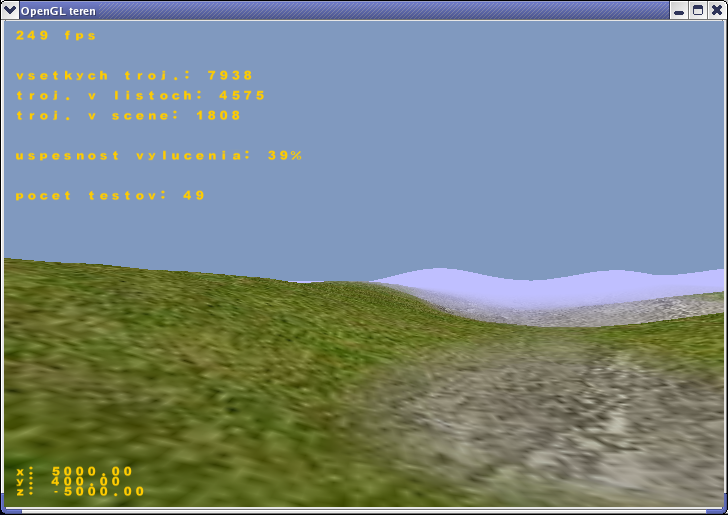 OpenGL teren
249 fps
vsetkych troj.: 7938
troj. v listoch: 4575
troj. v scene: 1808
uspesnost vylucenia: 39%
pocet testov: 49
x: 5000.00
y: 400.00
z: -5000.00